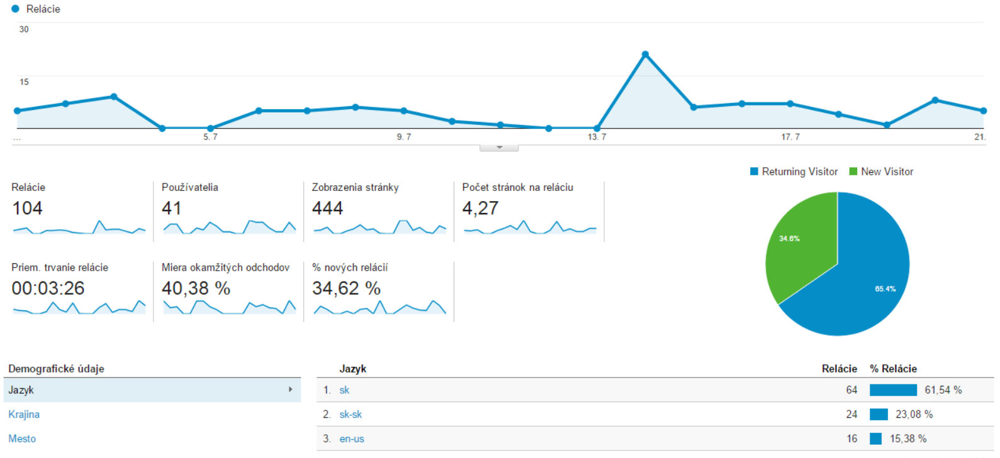 Relácie
30
15
...
5. 7
9. 7
13. 7
17. 7
21.
Returning Visitor
New Visitor
Relácie
Používatelia
Zobrazenia stránky
Počet stránok na reláciu
104
41
444
4,27
Priem. trvanie relácie
Miera okamžitých odchodov
% nových relácií
00:03:26
40,38 %
34,62 %
34.6%
65.4%
Demografické údaje
Jazyk
Krajina
Mesto
Jazyk Relácie % Relácie
1. sk 64 61,54 %
2. sk-sk 24 23,08 %
3. en-us 16 15,38 %